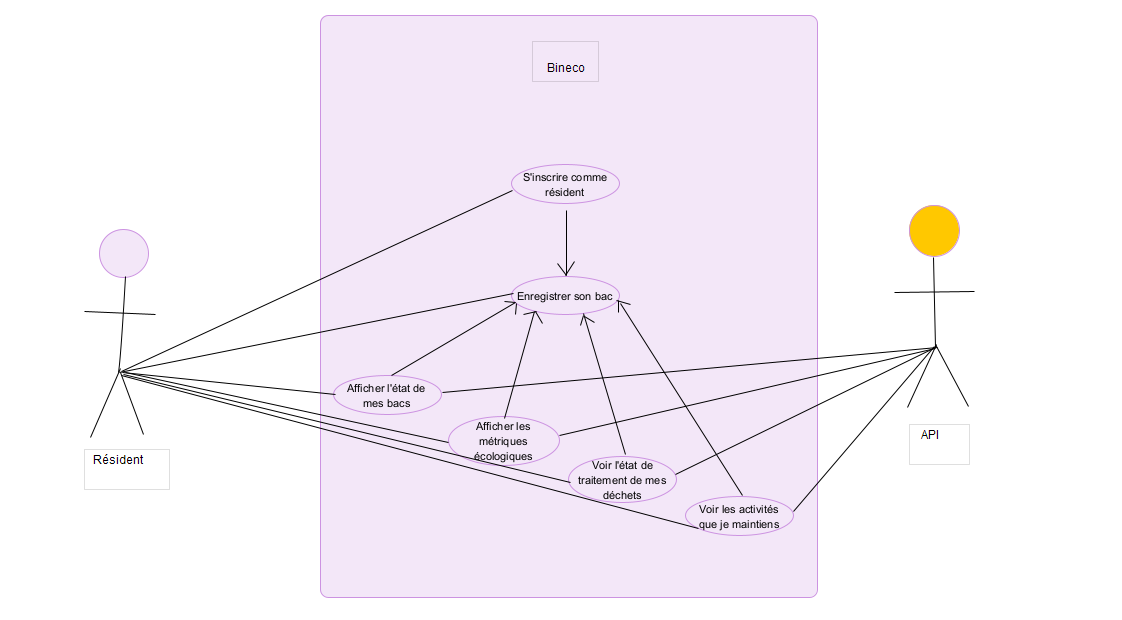 Bineco
S'inscrire comme
résident
Enregistrer son bac
Afficher l'état de
mes bacs
Afficher les
métriques
écologiques
Voir l'état de
traitement de mes
déchets
Voir les activités
que je maintiens
Résident
API